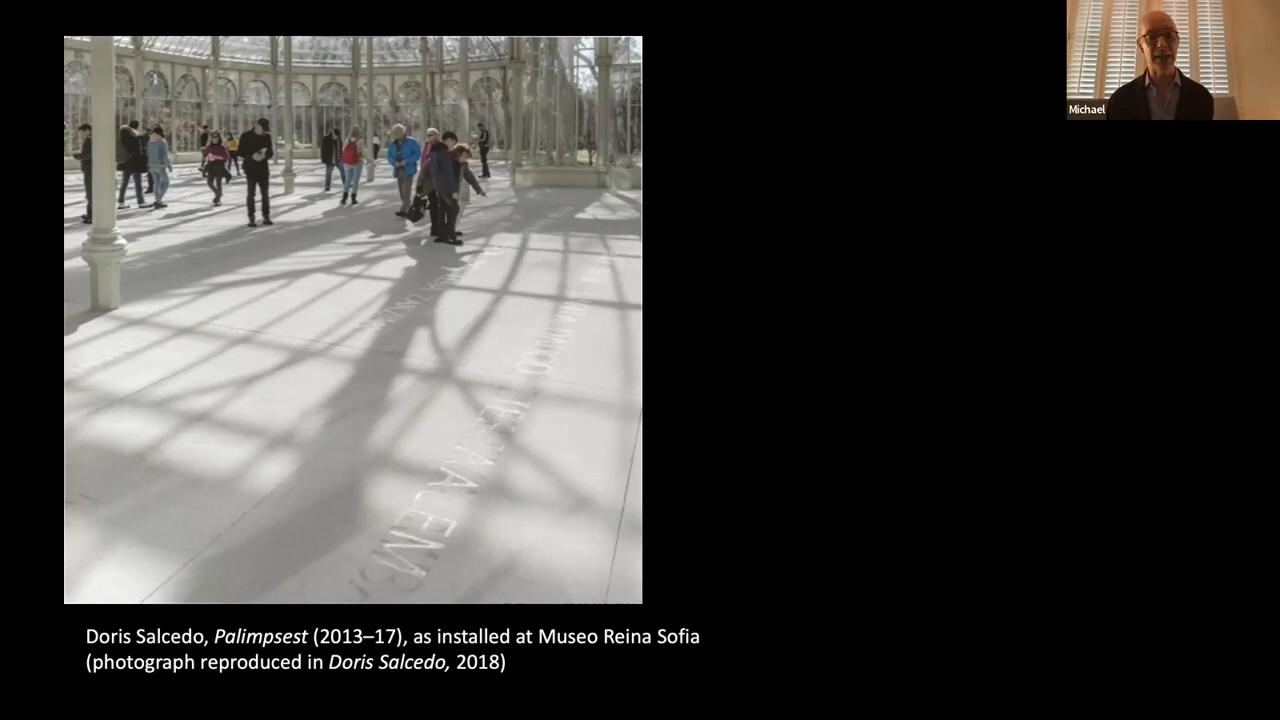 Michael
Doris Salcedo, Palimpsest (2013–17), as installed at Museo Reina Sofia
(photograph reproduced in Doris Salcedo, 2018)